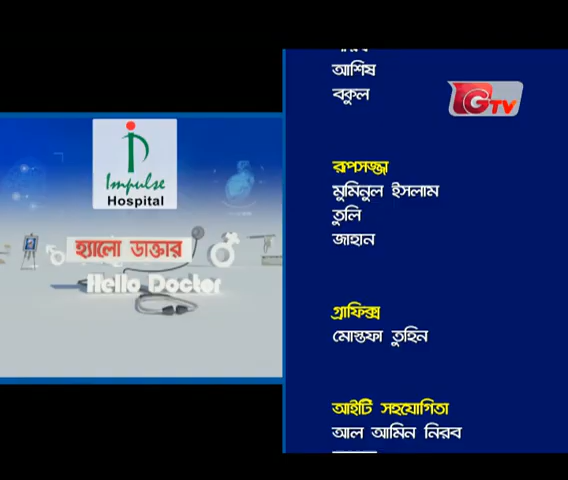 Impulse
Hospital
হ্যালো ডাক্তার
Hello Doctor
আশিষ
বকুল
GTV
রূপসজ্জা
মুমিনুল ইসলাম
তুলি
জাহান
গ্রাফিক্স
মোস্তফা তুহিন
আইটি সহযোগিতা
আল আমিন নিরব